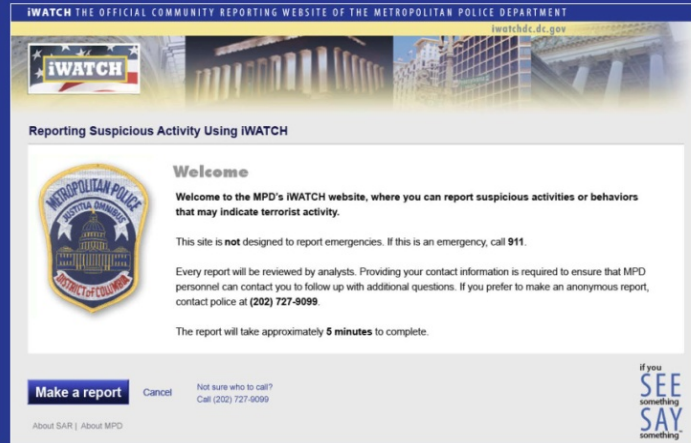 iWATCH THE OFFICIAL COMMUNITY REPORTING WEBSITE OF THE METROPOLITAN POLICE DEPARTMENT
iwatchdc.dc.gov
iWATCH
Reporting Suspicious Activity Using iWATCH
METROPOLITAN POLICE
JUSTITIA OMNIBUS
DISTRICT of COLUMBIA
Welcome
Welcome to the MPD's iWATCH website, where you can report suspicious activities or behaviors
that may indicate terrorist activity.
This site is not designed to report emergencies. If this is an emergency, call 911.
Every report will be reviewed by analysts. Providing your contact information is required to ensure that MPD
personnel can contact you to follow up with additional questions. If you prefer to make an anonymous report,
contact police at (202) 727-9099.
The report will take approximately 5 minutes to complete.
Make a report
Cancel
Not sure who to call?
Call (202) 727-9099
About SAR | About MPD
if you
SEE
something
SAY
something™